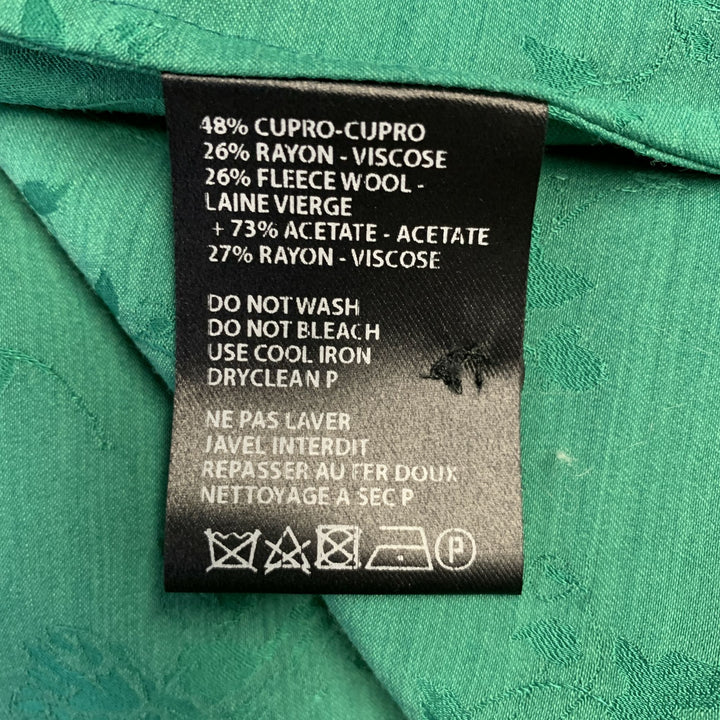 48% CUPRO-CUPRO
26% RAYON - VISCOSE
26% FLEECE WOOL -
LAINE VIERGE
+ 73% ACETATE - ACETATE
27% RAYON - VISCOSE
DO NOT WASH
DO NOT BLEACH
USE COOL IRON
DRYCLEAN P
NE PAS LAVER
JAVEL INTERDIT
REPASSER AU FER DOUX
NETTOYAGE A SEC P
P